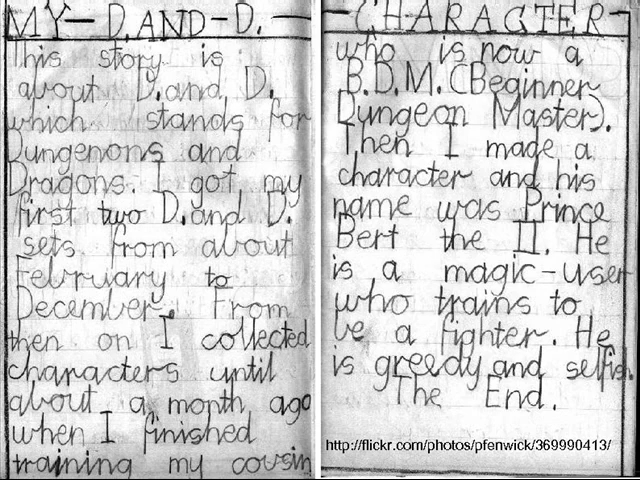 MY-D.AND-D.-
This story is
about D.and D.
which stands for
Dungenons and
Dragons. I got my
first two D.and D.
sets from about
February to
December. From
then on I collected
characters until
about a month ago
when I finished
training my cousin
-CHARACTER-
who is now a
B.D.M.(Beginner
Dungeon Master).
Then I made a
character and his
name was Prince
Bert the II. He
is a magic-user
who trains to
be a fighter. He
is greedy and selfish.
The End.
http://flickr.com/photos/pfenwick/369990413/